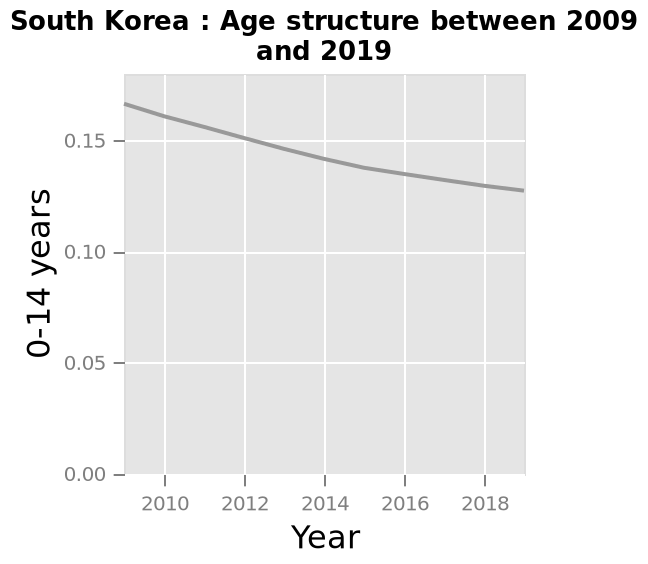 South Korea : Age structure between 2009
and 2019
0-14 years
0.15
0.10
0.05
0.00
2010 2012 2014 2016 2018
Year